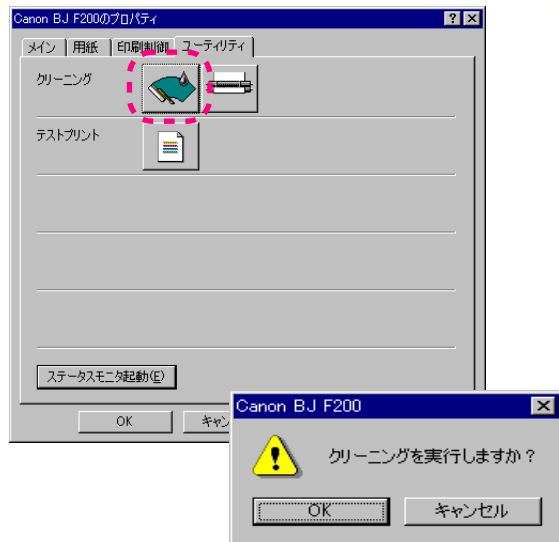 Canon BJ F200のプロパティ
メイン 用紙 印刷制御 ユーティリティ
クリーニング
テストプリント
ステータスモニタ起動(E)
OK キャン
Canon BJ F200
クリーニングを実行しますか？
OK キャンセル